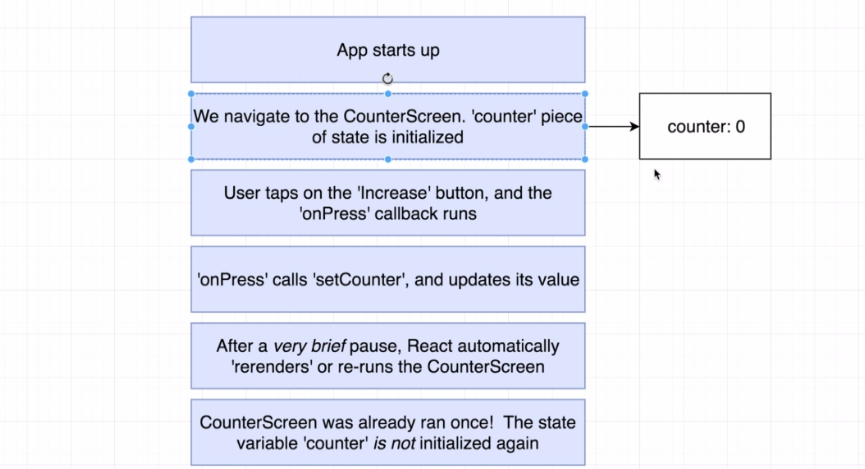 App starts up
We navigate to the CounterScreen. 'counter' piece
of state is initialized
counter: 0
User taps on the 'Increase' button, and the
'onPress' callback runs
'onPress' calls 'setCounter', and updates its value
After a very brief pause, React automatically
'rerenders' or re-runs the CounterScreen
CounterScreen was already ran once!  The state
variable 'counter' is not initialized again